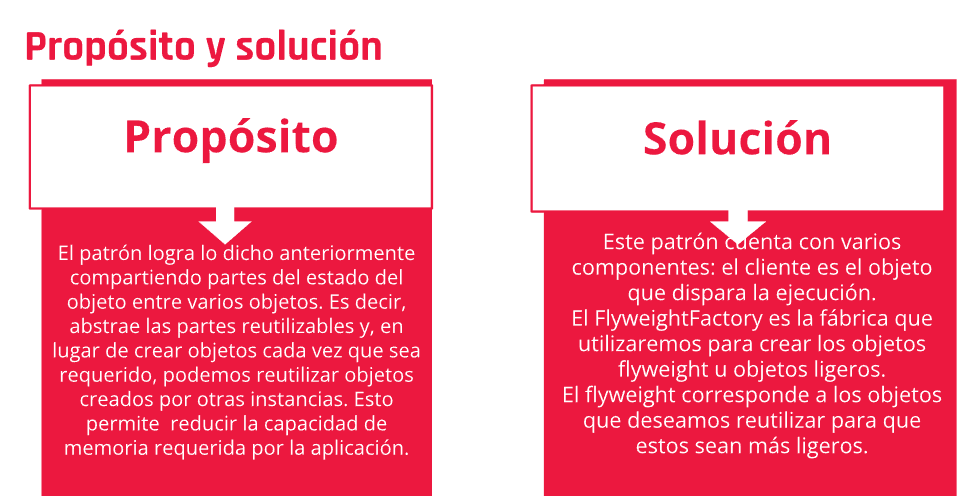 Propósito y solución
Propósito
El patrón logra lo dicho anteriormente
compartiendo partes del estado del
objeto entre varios objetos. Es decir,
abstrae las partes reutilizables y, en
lugar de crear objetos cada vez que sea
requerido, podemos reutilizar objetos
creados por otras instancias. Esto
permite  reducir la capacidad de
memoria requerida por la aplicación.
Solución
Este patrón cuenta con varios
componentes: el cliente es el objeto
que dispara la ejecución.
El FlyweightFactory es la fábrica que
utilizaremos para crear los objetos
flyweight u objetos ligeros.
El flyweight corresponde a los objetos
que deseamos reutilizar para que
estos sean más ligeros.